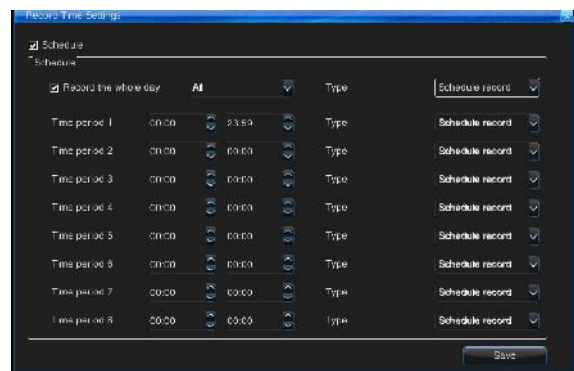 Record Time Settings
Schedule
Schedule
Record the whole day All Type Schedule record
Time period 1 00:00 23:59 Type Schedule record
Time period 2 00:00 00:00 Type Schedule record
Time period 3 00:00 00:00 Type Schedule record
Time period 4 00:00 00:00 Type Schedule record
Time period 5 00:00 00:00 Type Schedule record
Time period 6 00:00 00:00 Type Schedule record
Time period 7 00:00 00:00 Type Schedule record
Time period 8 00:00 00:00 Type Schedule record
Save